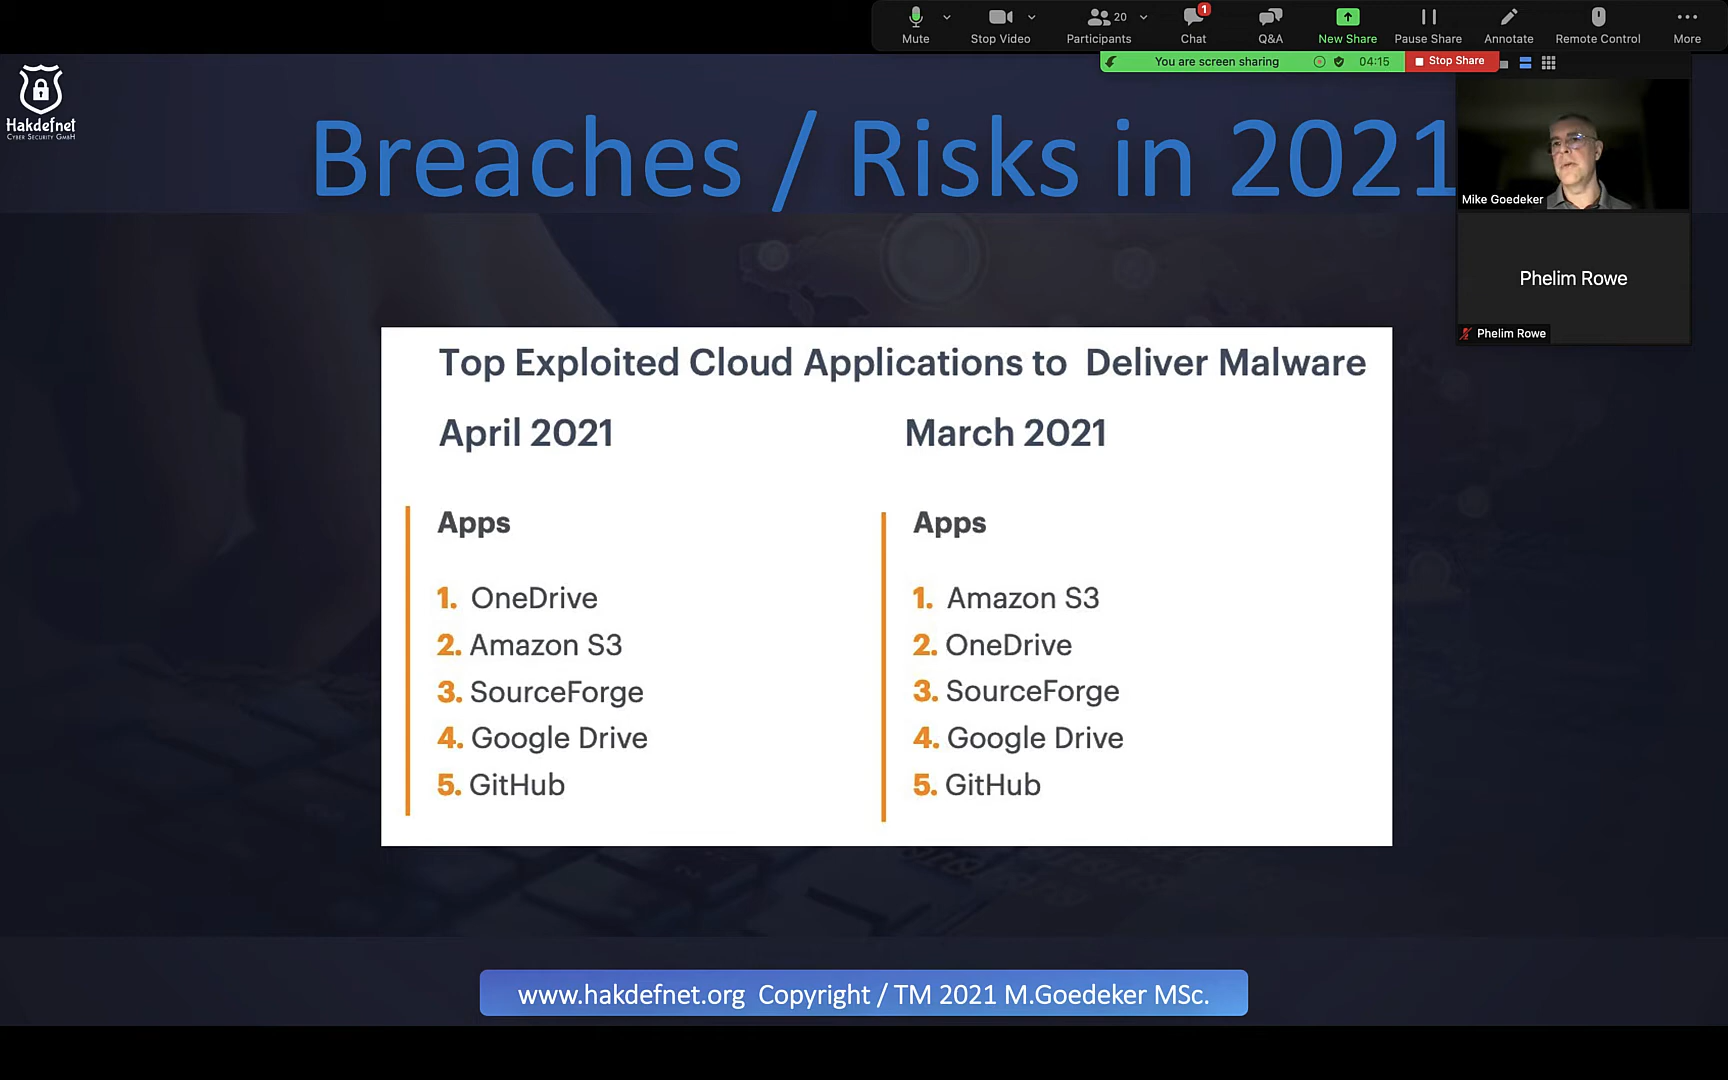 Mute
Stop Video
Participants
20
Chat
1
Q&A
New Share
Pause Share
Annotate
Remote Control
More
You are screen sharing
04:15
Stop Share
Hakdefnet
CYBER SECURITY GMBH
Breaches / Risks in 2021
Mike Goedeker
Phelim Rowe
Phelim Rowe
Top Exploited Cloud Applications to Deliver Malware
April 2021
Apps
1. OneDrive
2. Amazon S3
3. SourceForge
4. Google Drive
5. GitHub
March 2021
Apps
1. Amazon S3
2. OneDrive
3. SourceForge
4. Google Drive
5. GitHub
www.hakdefnet.org Copyright / TM 2021 M.Goedeker MSc.